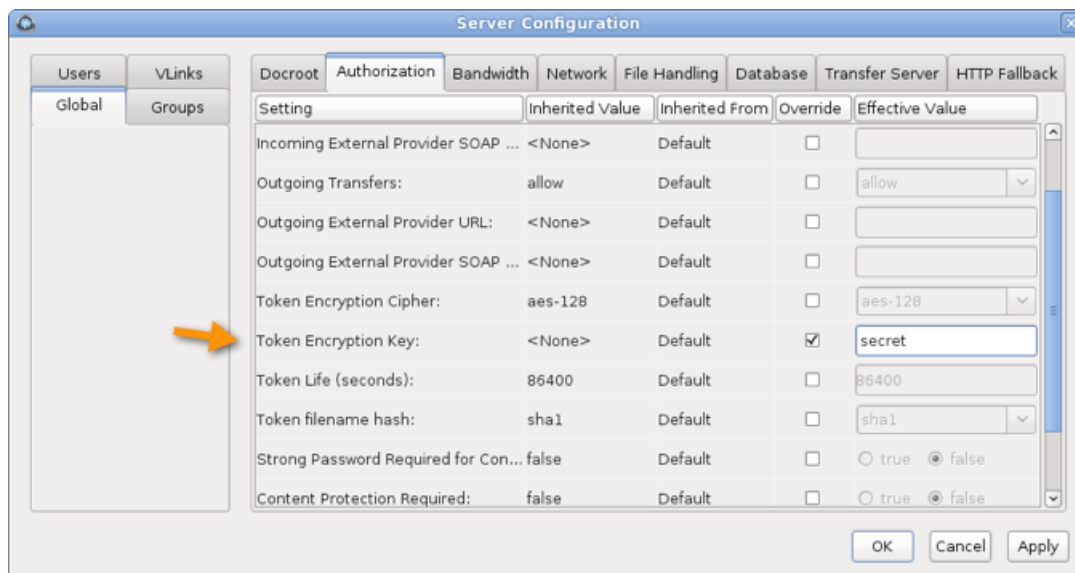 Server Configuration
Users VLinks
Global Groups
Docroot Authorization Bandwidth Network File Handling Database Transfer Server HTTP Fallback
Setting Inherited Value Inherited From Override Effective Value
Incoming External Provider SOAP ... <None> Default
Outgoing Transfers: allow Default allow
Outgoing External Provider URL: <None> Default
Outgoing External Provider SOAP ... <None> Default
Token Encryption Cipher: aes-128 Default aes-128
Token Encryption Key: <None> Default secret
Token Life (seconds): 86400 Default 86400
Token filename hash: sha1 Default sha1
Strong Password Required for Con... false Default true false
Content Protection Required: false Default true false
OK Cancel Apply